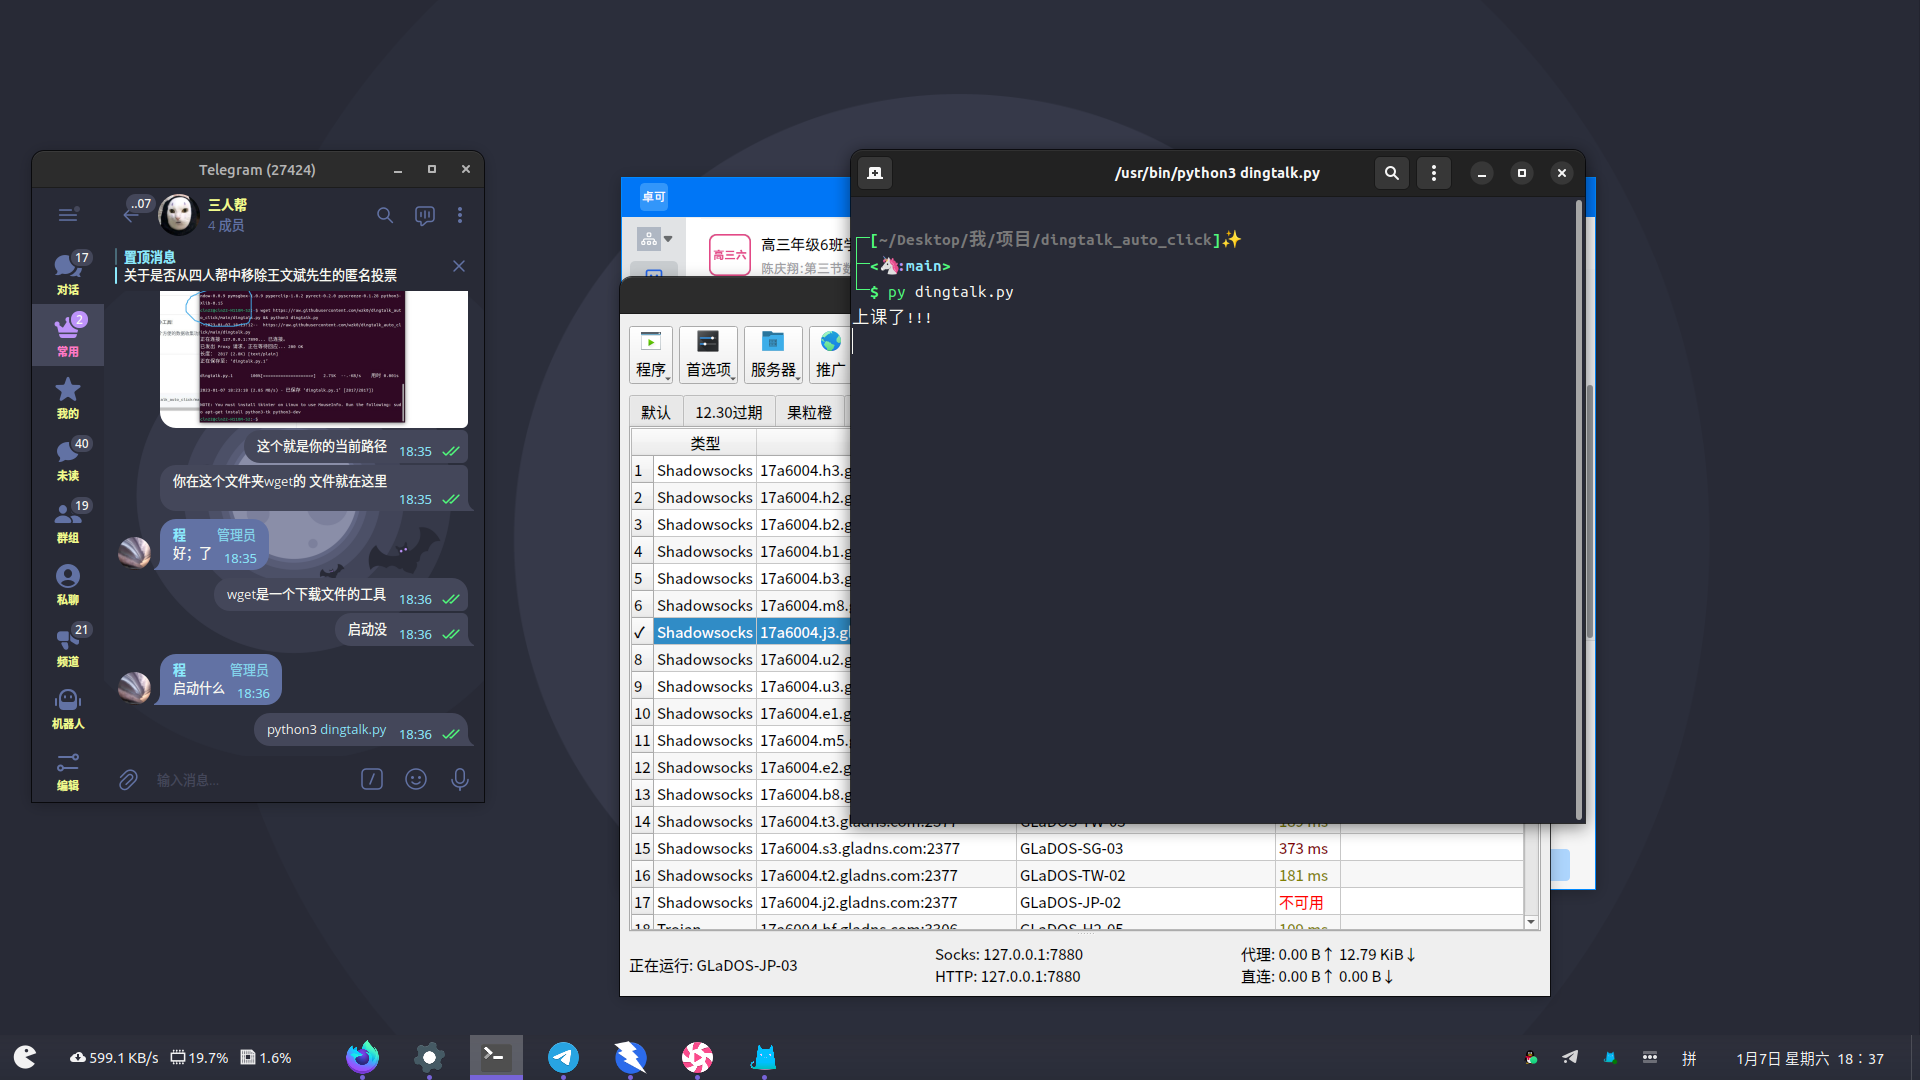 Telegram (27424)
..07
三人帮
4 成员
置顶消息
关于是否从四人帮中移除王文斌先生的匿名投票
17
对话
2
常用
我的
40
未读
19
群组
私聊
21
频道
机器人
编辑
这个就是你的当前路径
18:35
你在这个文件夹wget的 文件就在这里
18:35
程 管理员
好；了 18:35
wget是一个下载文件的工具 18:36
启动没 18:36
程 管理员
启动什么 18:36
python3 dingtalk.py 18:36
输入消息...
卓可
高三六
高三年级6班
陈庆翔:第三节
程序
首选项
服务器
推广
默认
12.30过期
果粒橙
类型
1 Shadowsocks 17a6004.h3.g
2 Shadowsocks 17a6004.h2.g
3 Shadowsocks 17a6004.b2.g
4 Shadowsocks 17a6004.b1.g
5 Shadowsocks 17a6004.b3.g
6 Shadowsocks 17a6004.m8.
✓ Shadowsocks 17a6004.j3.gl
8 Shadowsocks 17a6004.u2.g
9 Shadowsocks 17a6004.u3.g
10 Shadowsocks 17a6004.e1.g
11 Shadowsocks 17a6004.m5.
12 Shadowsocks 17a6004.e2.g
13 Shadowsocks 17a6004.b8.g
14 Shadowsocks 17a6004.t3.gladns.com:2377 GLaDOS-TW-03
15 Shadowsocks 17a6004.s3.gladns.com:2377 GLaDOS-SG-03 373 ms
16 Shadowsocks 17a6004.t2.gladns.com:2377 GLaDOS-TW-02 181 ms
17 Shadowsocks 17a6004.j2.gladns.com:2377 GLaDOS-JP-02 不可用
正在运行: GLaDOS-JP-03
Socks: 127.0.0.1:7880
HTTP: 127.0.0.1:7880
代理: 0.00 B↑ 12.79 KiB↓
直连: 0.00 B↑ 0.00 B↓
/usr/bin/python3 dingtalk.py
[~/Desktop/我/项目/dingtalk_auto_click]✨
<🦄:main>
$ py dingtalk.py
上课了!!!
599.1 KB/s 19.7% 1.6%
拼
1月7日 星期六 18：37